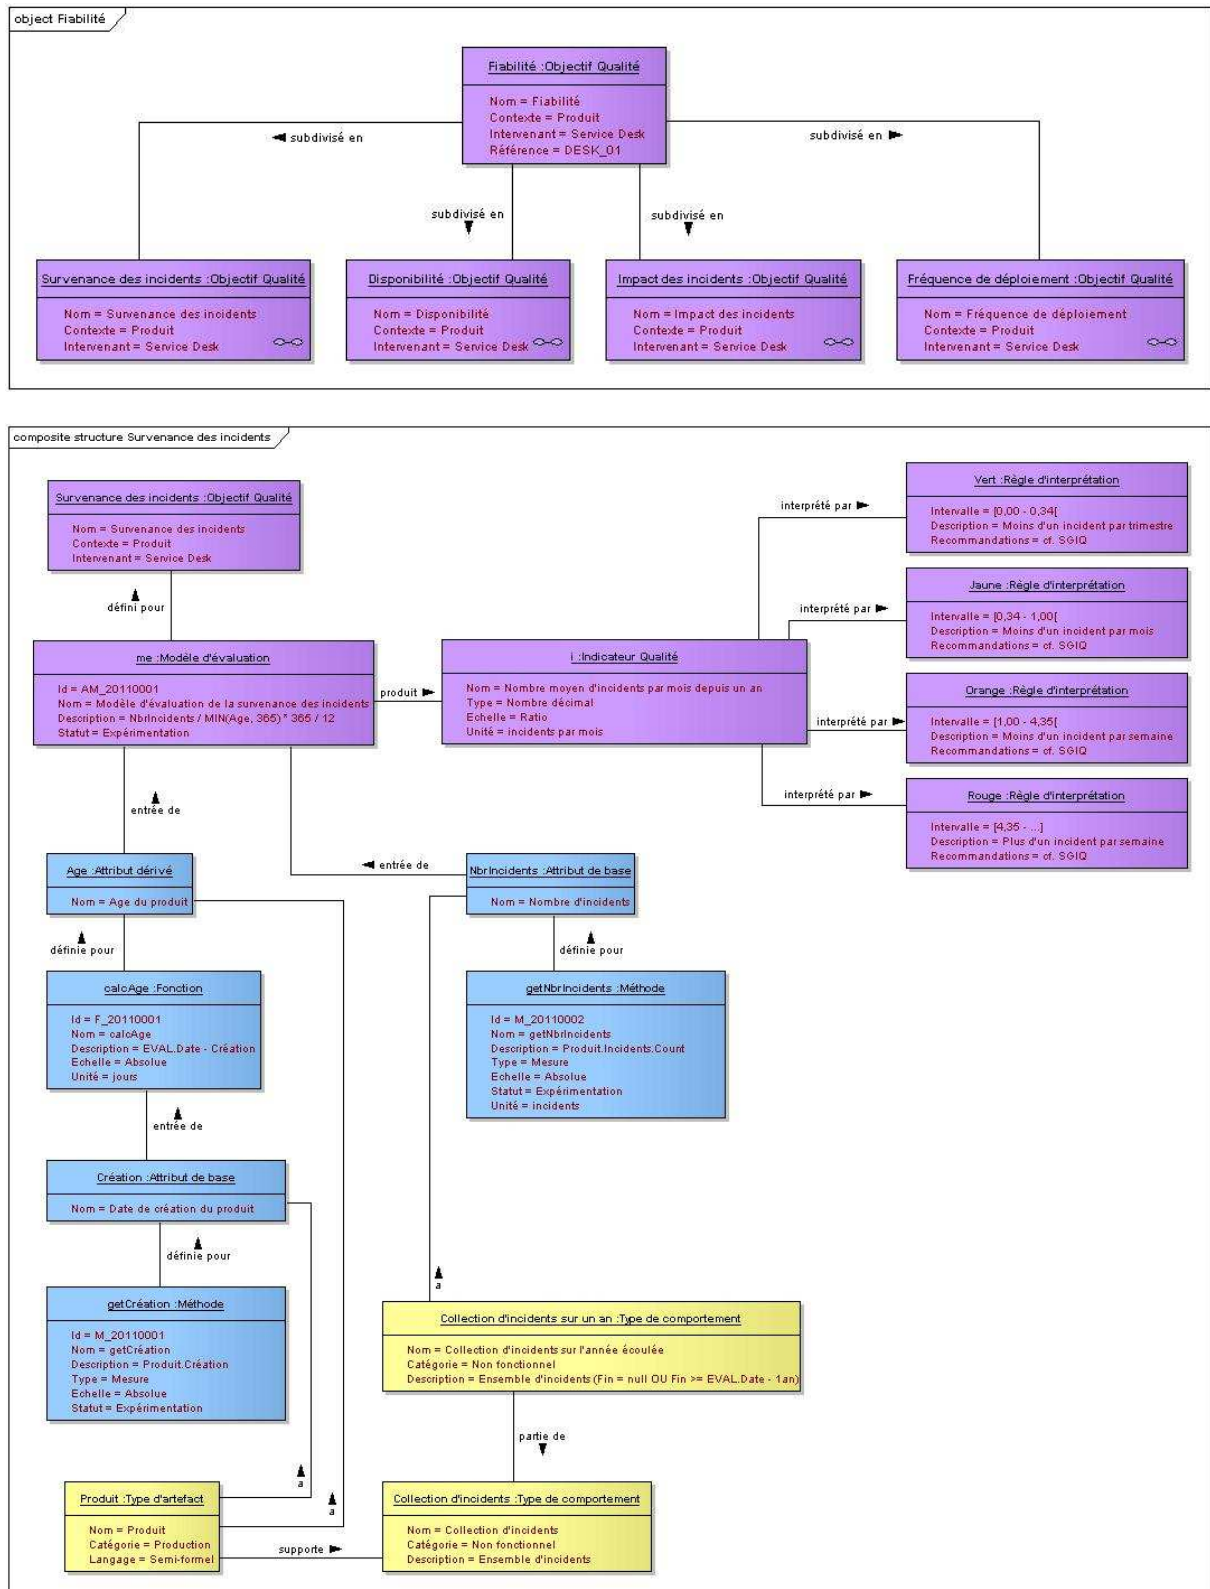 object Fiabilité
Fiabilité :Objectif Qualité
Nom = Fiabilité
Contexte = Produit
Intervenant = Service Desk
Référence = DESK_01
subdivisé en
subdivisé en
subdivisé en
subdivisé en
Survenance des incidents :Objectif Qualité
Nom = Survenance des incidents
Contexte = Produit
Intervenant = Service Desk
Disponibilité :Objectif Qualité
Nom = Disponibilité
Contexte = Produit
Intervenant = Service Desk
Impact des incidents :Objectif Qualité
Nom = Impact des incidents
Contexte = Produit
Intervenant = Service Desk
Fréquence de déploiement :Objectif Qualité
Nom = Fréquence de déploiement
Contexte = Produit
Intervenant = Service Desk
composite structure Survenance des incidents
Survenance des incidents :Objectif Qualité
Nom = Survenance des incidents
Contexte = Produit
Intervenant = Service Desk
défini pour
me :Modèle d'évaluation
Id = AM_20110001
Nom = Modèle d'évaluation de la survenance des incidents
Description = NbrIncidents / MIN(Age, 365) * 365 / 12
Statut = Expérimentation
produit
i :Indicateur Qualité
Nom = Nombre moyen d'incidents par mois depuis un an
Type = Nombre décimal
Echelle = Ratio
Unité = incidents par mois
interprété par
Vert :Règle d'interprétation
Intervalle = [0,00 - 0,34[
Description = Moins d'un incident par trimestre
Recommandations = cf. SGIQ
interprété par
Jaune :Règle d'interprétation
Intervalle = [0,34 - 1,00[
Description = Moins d'un incident par mois
Recommandations = cf. SGIQ
interprété par
Orange :Règle d'interprétation
Intervalle = [1,00 - 4,35[
Description = Moins d'un incident par semaine
Recommandations = cf. SGIQ
interprété par
Rouge :Règle d'interprétation
Intervalle = [4,35 - ...]
Description = Plus d'un incident par semaine
Recommandations = cf. SGIQ
entrée de
entrée de
Age :Attribut dérivé
Nom = Age du produit
NbrIncidents :Attribut de base
Nom = Nombre d'incidents
définie pour
définie pour
calcAge :Fonction
Id = F_20110001
Nom = calcAge
Description = EVAL.Date - Création
Echelle = Absolue
Unité = jours
getNbrIncidents :Méthode
Id = M_20110002
Nom = getNbrIncidents
Description = Produit.Incidents.Count
Type = Mesure
Echelle = Absolue
Statut = Expérimentation
Unité = incidents
entrée de
Création :Attribut de base
Nom = Date de création du produit
définie pour
getCréation :Méthode
Id = M_20110001
Nom = getCréation
Description = Produit.Création
Type = Mesure
Echelle = Absolue
Statut = Expérimentation
a
Collection d'incidents sur un an :Type de comportement
Nom = Collection d'incidents sur l'année écoulée
Catégorie = Non fonctionnel
Description = Ensemble d'incidents (Fin = null OU Fin >= EVAL.Date - 1an)
partie de
a
a
Produit :Type d'artefact
Nom = Produit
Catégorie = Production
Langage = Semi-formel
supporte
Collection d'incidents :Type de comportement
Nom = Collection d'incidents
Catégorie = Non fonctionnel
Description = Ensemble d'incidents